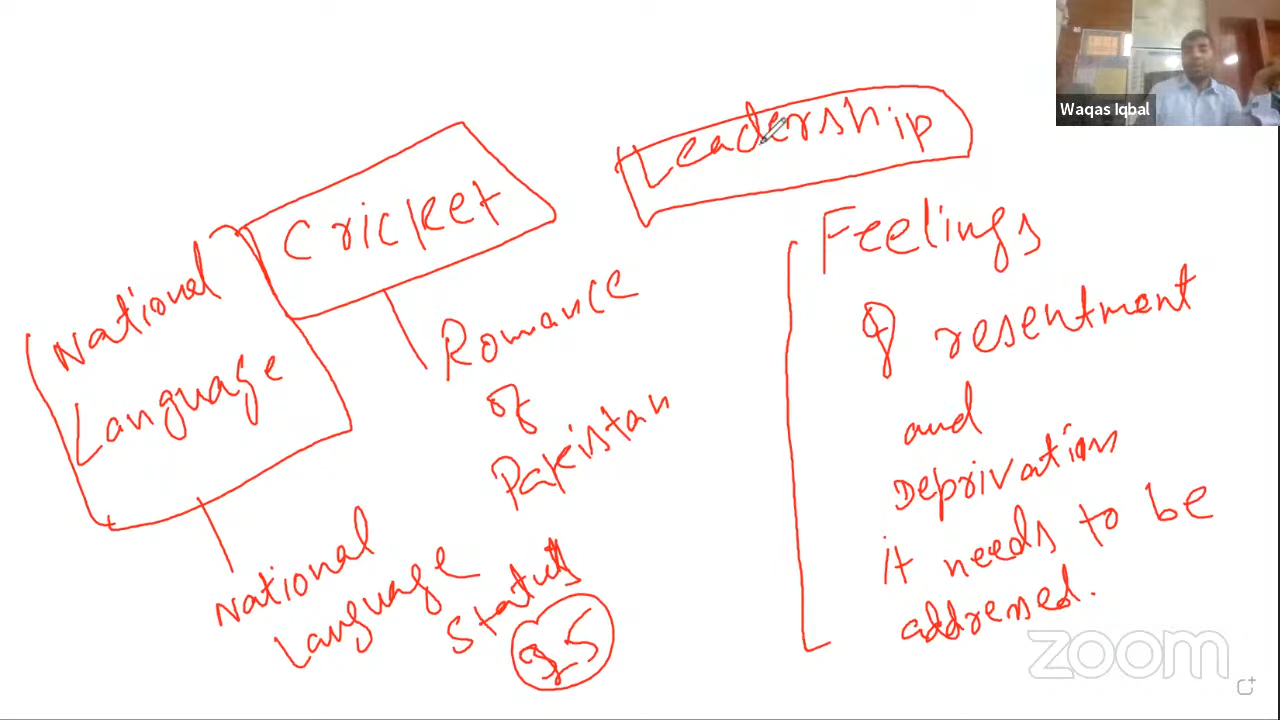 Waqas Iqbal
Leadership
Cricket
National
Language
Romance
of
Pakistan
National
Language
Status
Feelings
of resentment
and
Deprivation
it needs to be
addressed.
zoom